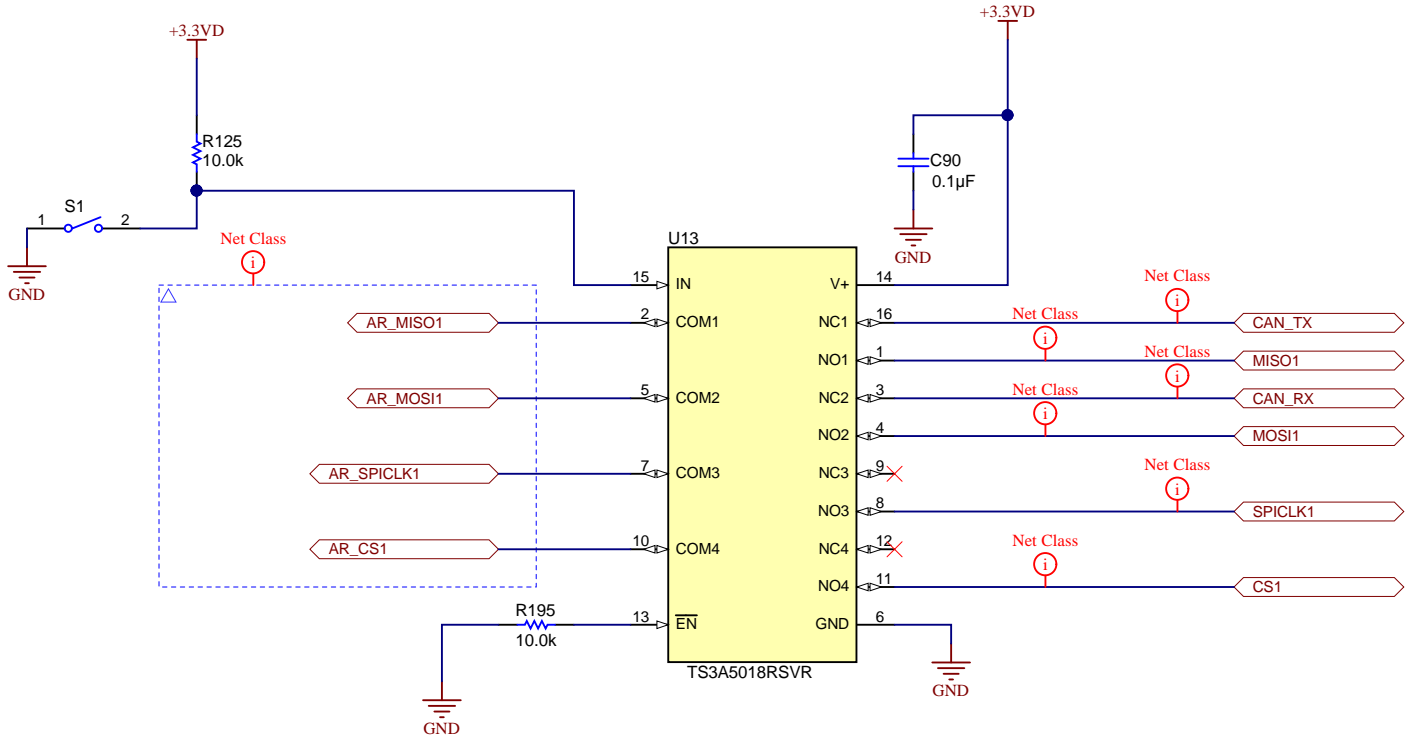 +3.3VD
+3.3VD
R125
10.0k
C90
0.1µF
S1
1
2
GND
Net Class
i
GND
U13
15
IN
V+
14
Net Class
i
AR_MISO1
2
COM1
NC1
16
CAN_TX
Net Class
i
NO1
1
MISO1
Net Class
i
AR_MOSI1
5
COM2
NC2
3
CAN_RX
Net Class
i
NO2
4
MOSI1
AR_SPICLK1
7
COM3
NC3
9
Net Class
i
NO3
8
SPICLK1
AR_CS1
10
COM4
NC4
12
Net Class
i
NO4
11
CS1
R195
10.0k
13
EN
GND
6
TS3A5018RSVR
GND
GND